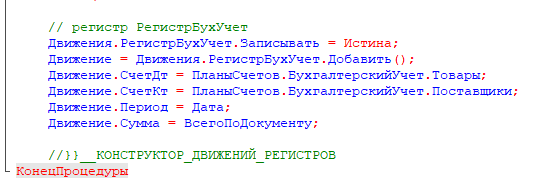 // регистр РегистрБухУчет
Движения.РегистрБухУчет.Записывать = Истина;
Движение = Движения.РегистрБухУчет.Добавить();
Движение.СчетДт = ПланыСчетов.БухгалтерскийУчет.Товары;
Движение.СчетКт = ПланыСчетов.БухгалтерскийУчет.Поставщики;
Движение.Период = Дата;
Движение.Сумма = ВсегоПоДокументу;
//}}__КОНСТРУКТОР_ДВИЖЕНИЙ_РЕГИСТРОВ
КонецПроцедуры